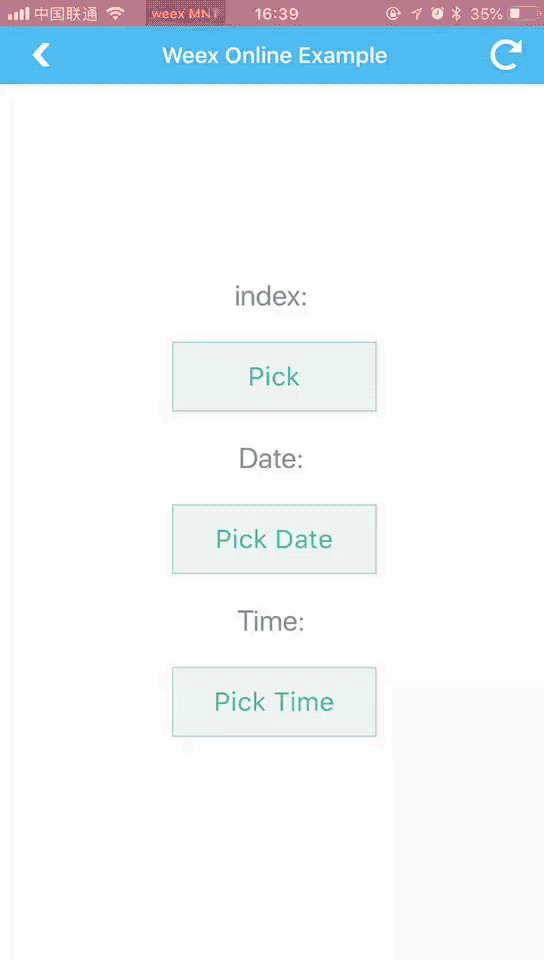 中国联通 weex MNT 16:39 35%
Weex Online Example
index:
Pick
Date:
Pick Date
Time:
Pick Time